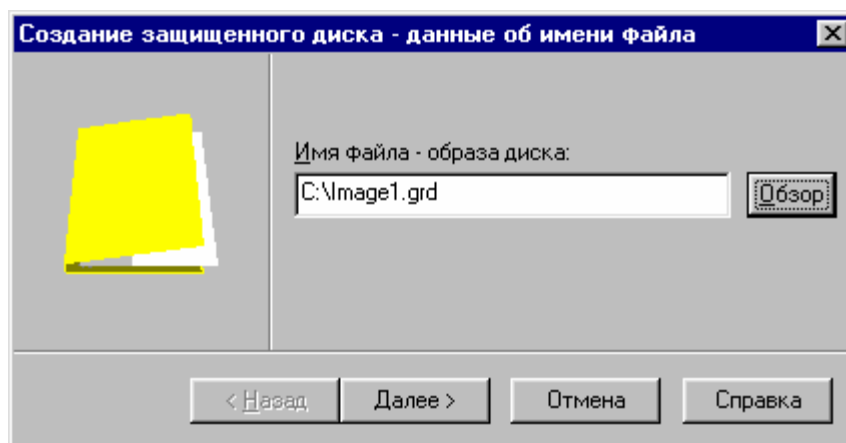 Создание защищенного диска - данные об имени файла
Имя файла - образа диска:
C:\Image1.grd
Обзор
< Назад
Далее >
Отмена
Справка